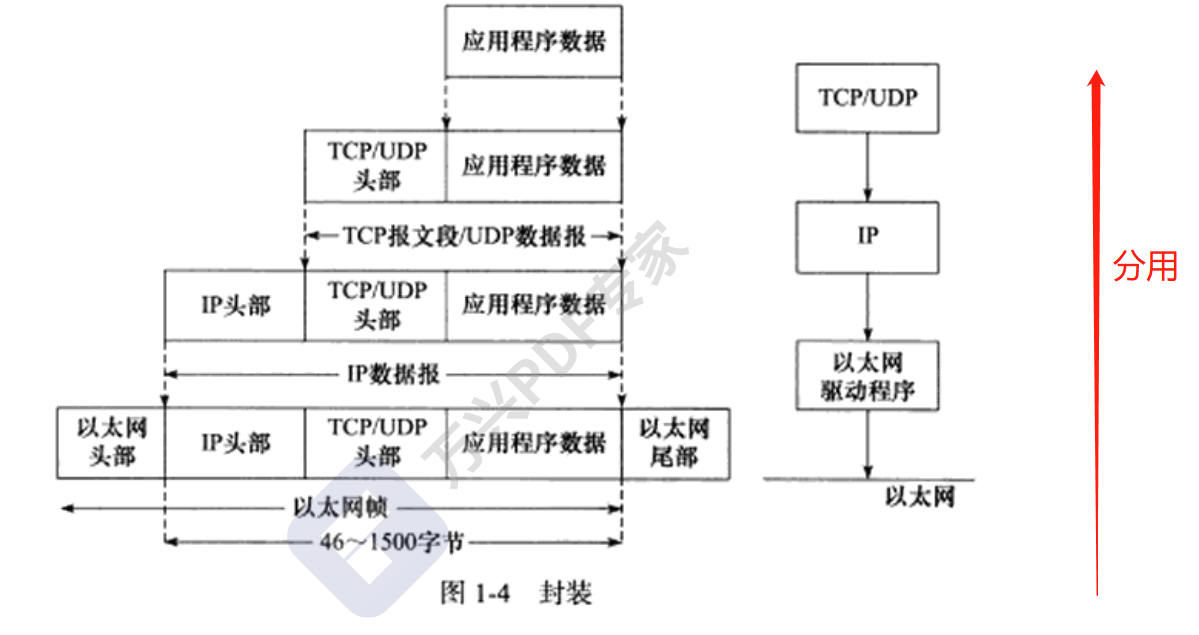 应用程序数据
TCP/UDP
头部
应用程序数据
TCP报文段/UDP数据报
IP头部
TCP/UDP
头部
应用程序数据
IP数据报
以太网
头部
IP头部
TCP/UDP
头部
应用程序数据
以太网
尾部
以太网帧
46～1500字节
图 1-4 封装
TCP/UDP
IP
以太网
驱动程序
以太网
分用
万兴PDF专家